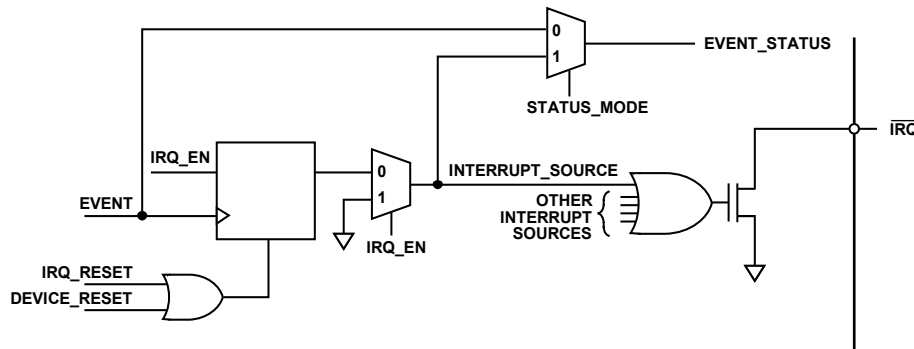 0
1
EVENT_STATUS
STATUS_MODE
IRQ
IRQ_EN
0
1
INTERRUPT_SOURCE
OTHER
INTERRUPT
SOURCES
EVENT
IRQ_EN
IRQ_RESET
DEVICE_RESET